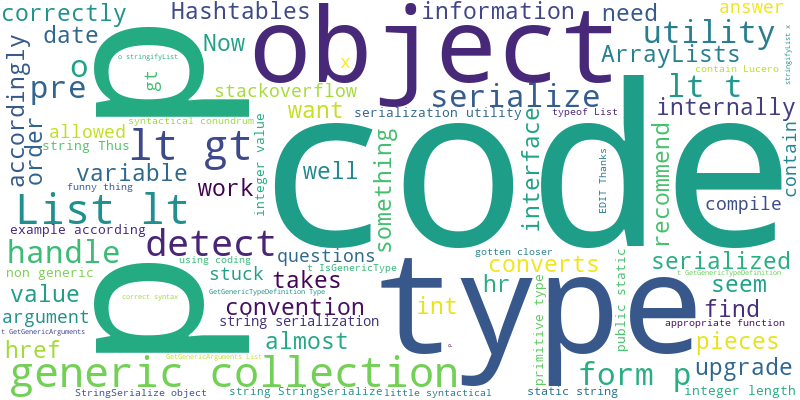 correctly
Hashtables
information
need
answer
date
o stringifyList
object
utility
stringifyList x
accordingly
o
Now
x
ArrayLists
p
gt
contain Lucero
pre
stackoverflow
serialize
lt t
order
syntactical conundrum
want
serialization utility
typeof List
internally
allowed
string Thus
lt gt
integer value
code
contain
variable
well
something
interface
EDIT Thanks
recommend
funny thing
work
compile
List lt
example according
detect
handle
using coding
questions
gotten closer
serialized
non generic
stuck
t IsGenericType
converts
t GetGenericTypeDefinition
p
takes
type
hr
primitive type
public static
seem
value
correct syntax
GetGenericTypeDefinition Type
convention
int
find
argument
string serialization
appropriate function
t GetGenericArguments
almost
pieces
href
GetGenericArguments List
upgrade
generic collection
form p
StringSerialize object
string StringSerialize
little syntactical
static string
integer length